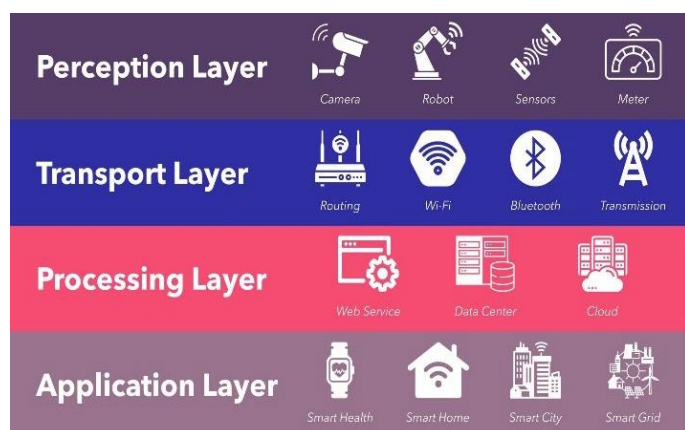 Perception Layer
Camera Robot Sensors Meter
Transport Layer
Routing Wi-Fi Bluetooth Transmission
Processing Layer
Web Service Data Center Cloud
Application Layer
Smart Health Smart Home Smart City Smart Grid